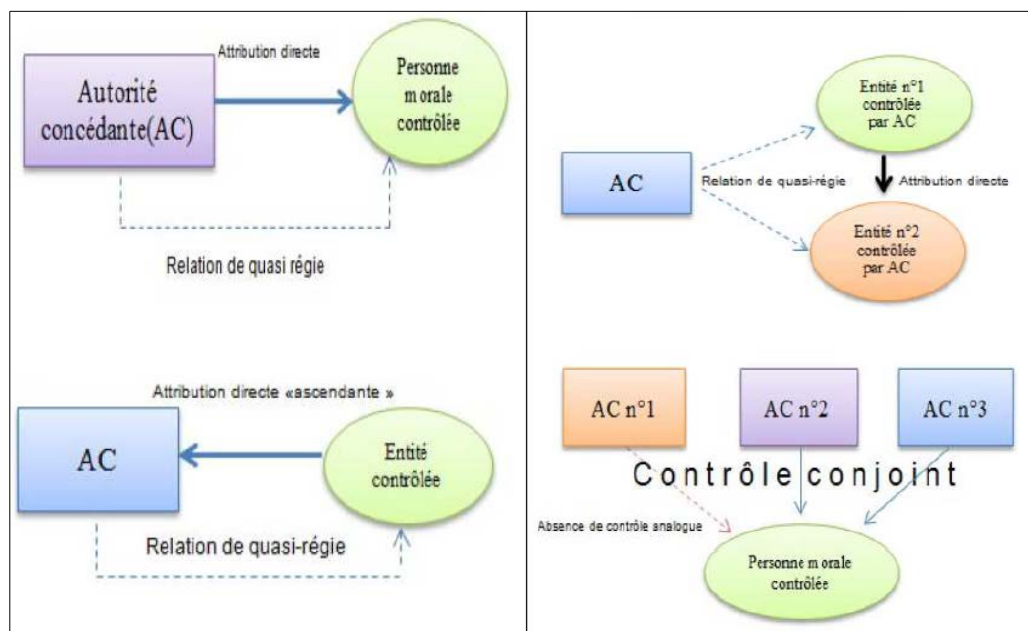 Attribution directe
Autorité
concédante(AC)
Personne
morale
contrôlée
Relation de quasi régie
Attribution directe «ascendante »
AC
Entité
contrôlée
Relation de quasi-régie
Entité n°1
contrôlée
par AC
AC
Relation de quasi-régie
Attribution directe
Entité n°2
contrôlée
par AC
AC n°1
AC n°2
AC n°3
Contrôle conjoint
Absence de contrôle analogue
Personne morale
contrôlée